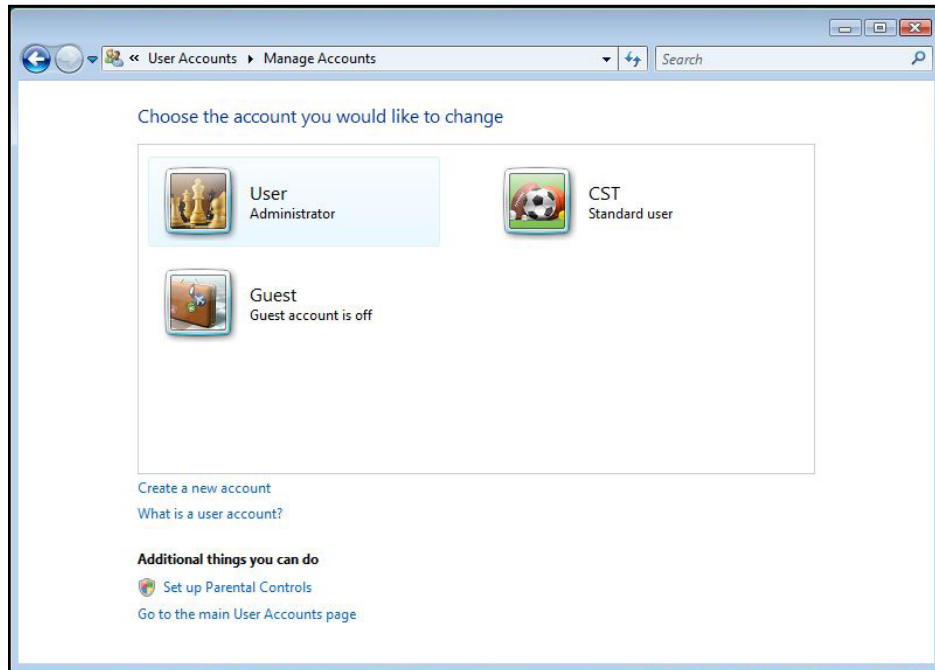 « User Accounts ▸ Manage Accounts
Search
Choose the account you would like to change
User
Administrator
CST
Standard user
Guest
Guest account is off
Create a new account
What is a user account?
Additional things you can do
Set up Parental Controls
Go to the main User Accounts page